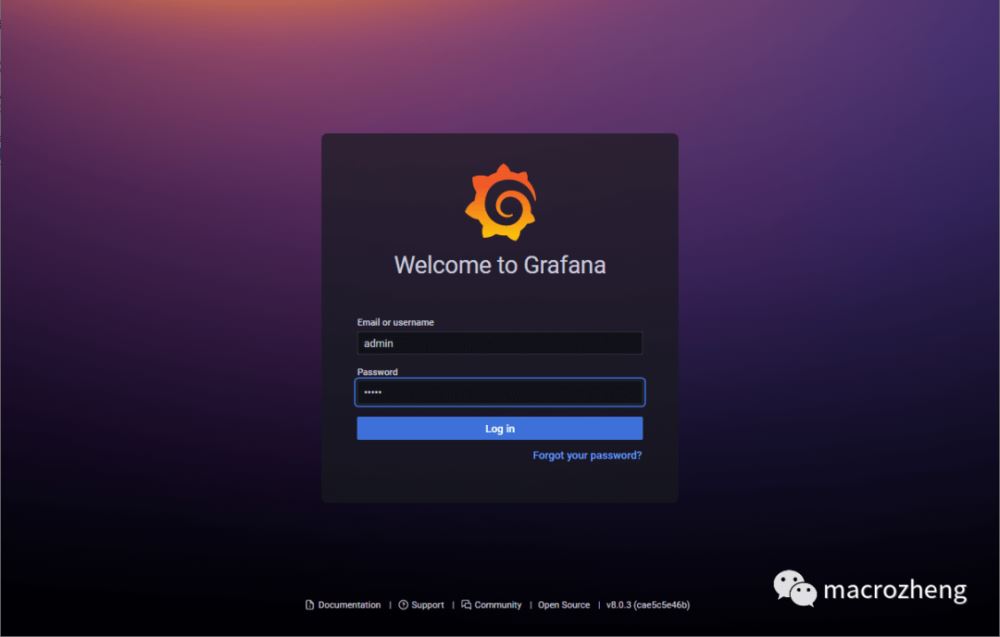 Welcome to Grafana
Email or username
admin
Password
•••••
Log in
Forgot your password?
Documentation | Support | Community | Open Source | v8.0.3 (cae5c5e46b)
macrozheng